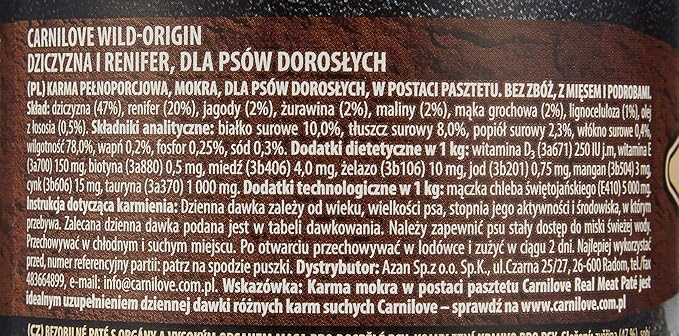 CARNILOVE WILD-ORIGIN
DZICZYZNA I RENIFER, DLA PSÓW DOROSŁYCH
(PL) KARMA PEŁNOPORCJOWA, MOKRA, DLA PSÓW DOROSŁYCH, W POSTACI PASZTETU. BEZ ZBÓŻ, Z MIĘSEM I PODROBAMI.
Skład: dziczyzna (47%), renifer (20%), jagody (2%), żurawina (2%), maliny (2%), mąka grochowa (2%), lignoceluloza (1%), olej
z łososia (0,5%). Składniki analityczne: białko surowe 10,0%, tłuszcz surowy 8,0%, popiół surowy 2,3%, włókno surowe 0,4%
wilgotność 78,0%, wapń 0,2%, fosfor 0,25%, sód 0,3%. Dodatki dietetyczne w 1 kg: witamina D₃ (3a671) 250 IU j.m, witamina E
(3a700) 150 mg, biotyna (3a880) 0,5 mg, miedź (3b406) 4,0 mg, żelazo (3b106) 10 mg, jod (3b201) 0,75 mg, mangan (3b504) 3 mg,
cynk (3b606) 15 mg, tauryna (3a370) 1 000 mg. Dodatki technologiczne w 1 kg: mączka chleba świętojańskiego (E410) 5 000 mg.
Instrukcja dotycząca karmienia: Dzienna dawka zależy od wieku, wielkości psa, stopnia jego aktywności i środowiska, w którym
przebywa. Zalecana dzienna dawka podana jest w tabeli dawkowania. Należy zapewnić psu stały dostęp do miski świeżej wody.
Przechowywać w chłodnym i suchym miejscu. Po otwarciu przechowywać w lodówce i zużyć w ciągu 2 dni. Najlepiej wykorzystać
przed, numer referencyjny partii: patrz na spodzie puszki. Dystrybutor: Azan Sp.z o.o. Sp.K., ul.Czarna 25/27, 26-600 Radom, tel./fax
483664899, e-mail: info@carnilove.com.pl. Wskazówka: Karma mokra w postaci pasztetu Carnilove Real Meat Paté jest
idealnym uzupełnieniem dziennej dawki różnych karm suchych Carnilove – sprawdź na www.carnilove.com.pl